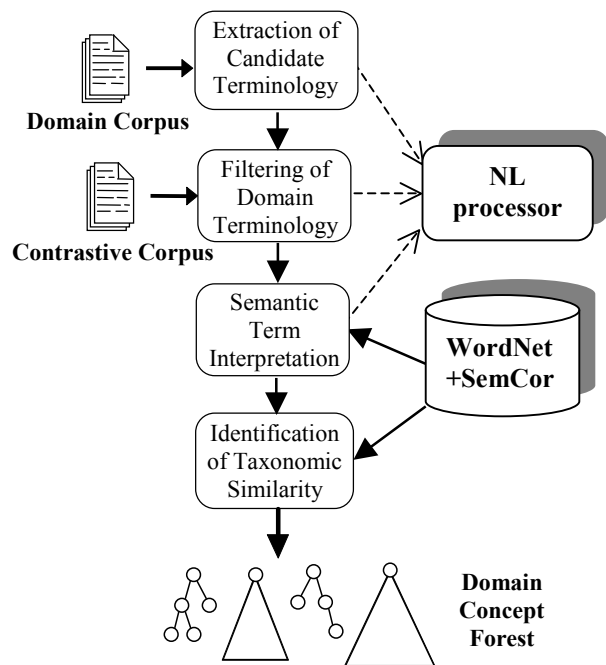 Extraction of
Candidate
Terminology
Domain Corpus
Filtering of
Domain
Terminology
Contrastive Corpus
NL
processor
Semantic
Term
Interpretation
WordNet
+SemCor
Identification
of Taxonomic
Similarity
Domain
Concept
Forest